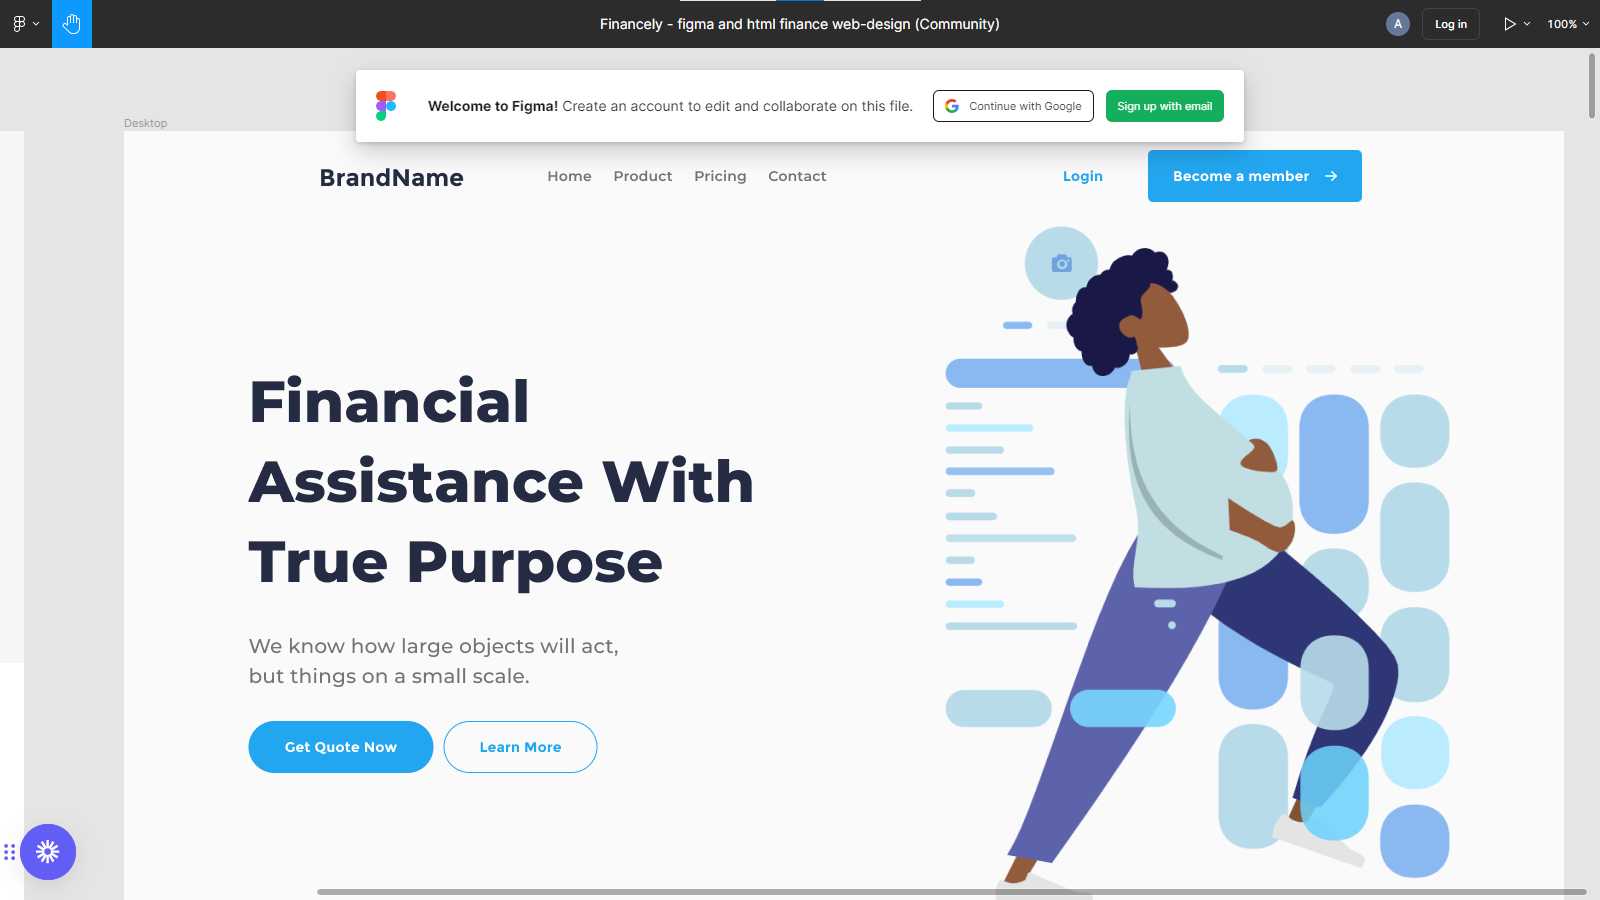 Financely - figma and html finance web-design (Community)
A
Log in
100%
Welcome to Figma! Create an account to edit and collaborate on this file.
Continue with Google
Sign up with email
Desktop
BrandName
Home
Product
Pricing
Contact
Login
Become a member
Financial
Assistance With
True Purpose
We know how large objects will act,
but things on a small scale.
Get Quote Now
Learn More